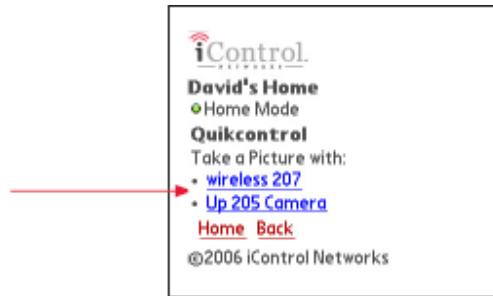 iControl
NETWORKS
David's Home
Home Mode
Quikcontrol
Take a Picture with:
• wireless 207
• Up 205 Camera
Home Back
©2006 iControl Networks